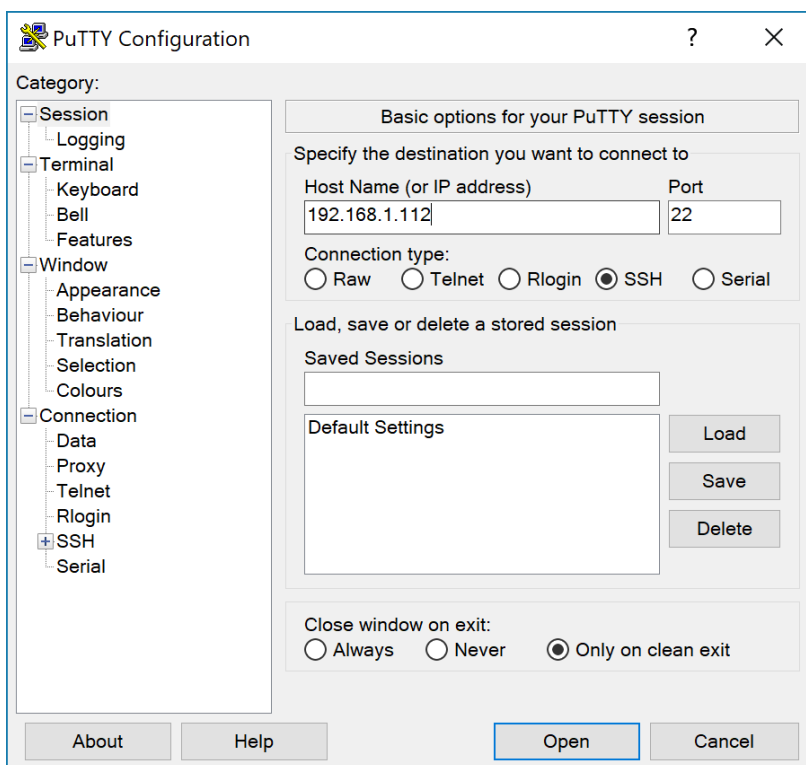 PuTTY Configuration
?
Category:
Session
Logging
Terminal
Keyboard
Bell
Features
Window
Appearance
Behaviour
Translation
Selection
Colours
Connection
Data
Proxy
Telnet
Rlogin
SSH
Serial
Basic options for your PuTTY session
Specify the destination you want to connect to
Host Name (or IP address) Port
192.168.1.112 22
Connection type:
Raw Telnet Rlogin SSH Serial
Load, save or delete a stored session
Saved Sessions
Default Settings
Load
Save
Delete
Close window on exit:
Always Never Only on clean exit
About Help Open Cancel